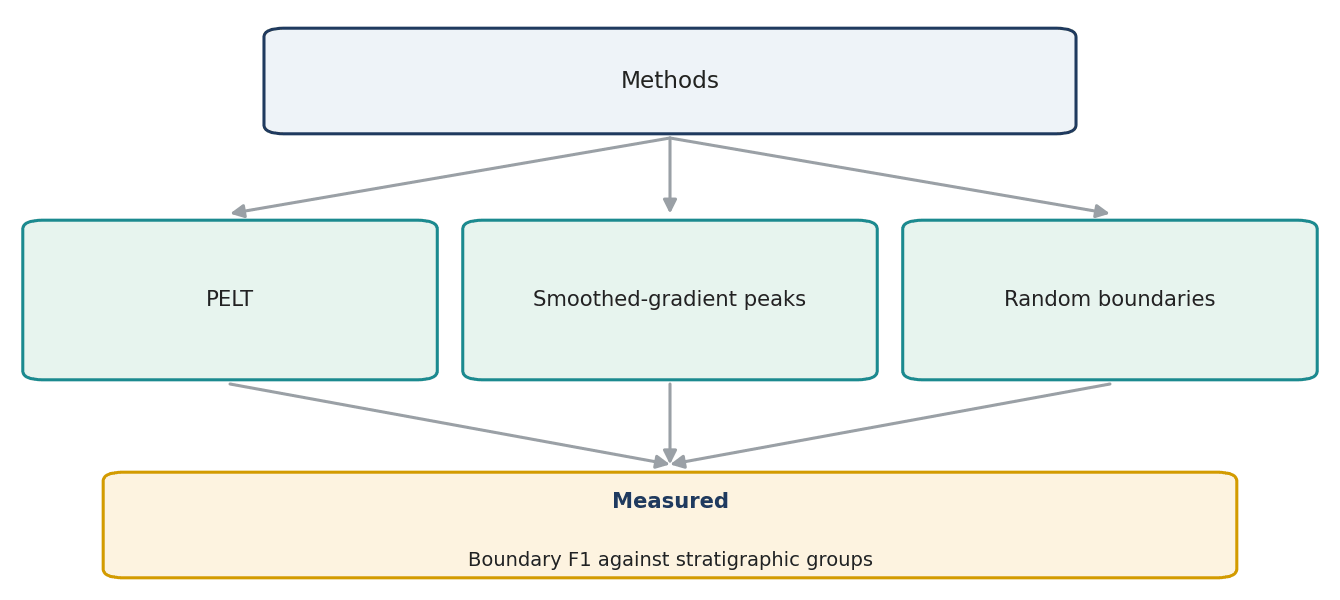 Methods
PELT
Smoothed-gradient peaks
Random boundaries
Measured
Boundary F1 against stratigraphic groups